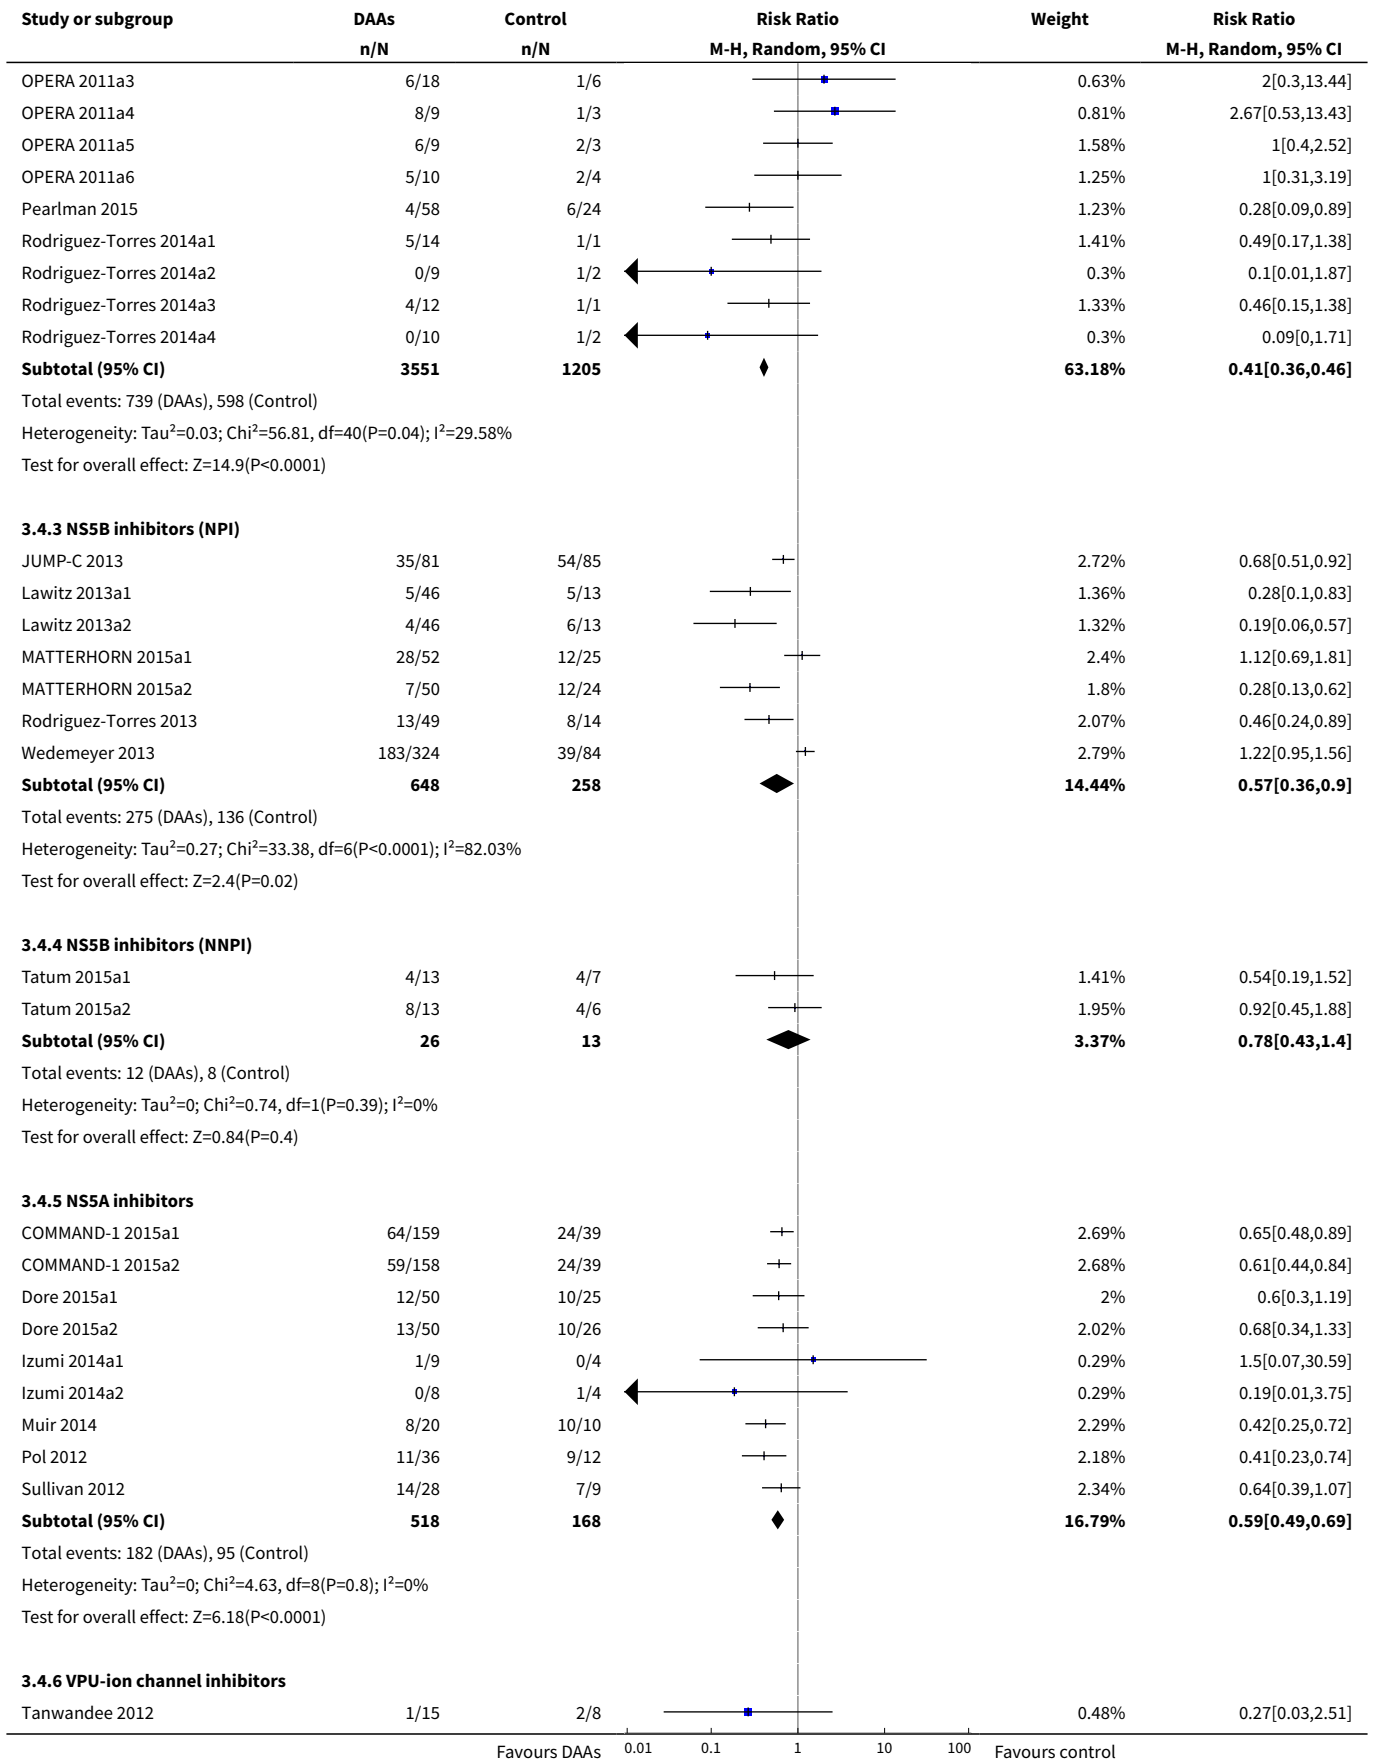 Study or subgroup DAAs Control Risk Ratio Weight Risk Ratio
n/N n/N M-H, Random, 95% CI M-H, Random, 95% CI
OPERA 2011a3 6/18 1/6 0.63% 2[0.3,13.44]
OPERA 2011a4 8/9 1/3 0.81% 2.67[0.53,13.43]
OPERA 2011a5 6/9 2/3 1.58% 1[0.4,2.52]
OPERA 2011a6 5/10 2/4 1.25% 1[0.31,3.19]
Pearlman 2015 4/58 6/24 1.23% 0.28[0.09,0.89]
Rodriguez-Torres 2014a1 5/14 1/1 1.41% 0.49[0.17,1.38]
Rodriguez-Torres 2014a2 0/9 1/2 0.3% 0.1[0.01,1.87]
Rodriguez-Torres 2014a3 4/12 1/1 1.33% 0.46[0.15,1.38]
Rodriguez-Torres 2014a4 0/10 1/2 0.3% 0.09[0,1.71]
Subtotal (95% CI) 3551 1205 63.18% 0.41[0.36,0.46]
Total events: 739 (DAAs), 598 (Control)
Heterogeneity: Tau²=0.03; Chi²=56.81, df=40(P=0.04); I²=29.58%
Test for overall effect: Z=14.9(P<0.0001)
3.4.3 NS5B inhibitors (NPI)
JUMP-C 2013 35/81 54/85 2.72% 0.68[0.51,0.92]
Lawitz 2013a1 5/46 5/13 1.36% 0.28[0.1,0.83]
Lawitz 2013a2 4/46 6/13 1.32% 0.19[0.06,0.57]
MATTERHORN 2015a1 28/52 12/25 2.4% 1.12[0.69,1.81]
MATTERHORN 2015a2 7/50 12/24 1.8% 0.28[0.13,0.62]
Rodriguez-Torres 2013 13/49 8/14 2.07% 0.46[0.24,0.89]
Wedemeyer 2013 183/324 39/84 2.79% 1.22[0.95,1.56]
Subtotal (95% CI) 648 258 14.44% 0.57[0.36,0.9]
Total events: 275 (DAAs), 136 (Control)
Heterogeneity: Tau²=0.27; Chi²=33.38, df=6(P<0.0001); I²=82.03%
Test for overall effect: Z=2.4(P=0.02)
3.4.4 NS5B inhibitors (NNPI)
Tatum 2015a1 4/13 4/7 1.41% 0.54[0.19,1.52]
Tatum 2015a2 8/13 4/6 1.95% 0.92[0.45,1.88]
Subtotal (95% CI) 26 13 3.37% 0.78[0.43,1.4]
Total events: 12 (DAAs), 8 (Control)
Heterogeneity: Tau²=0; Chi²=0.74, df=1(P=0.39); I²=0%
Test for overall effect: Z=0.84(P=0.4)
3.4.5 NS5A inhibitors
COMMAND-1 2015a1 64/159 24/39 2.69% 0.65[0.48,0.89]
COMMAND-1 2015a2 59/158 24/39 2.68% 0.61[0.44,0.84]
Dore 2015a1 12/50 10/25 2% 0.6[0.3,1.19]
Dore 2015a2 13/50 10/26 2.02% 0.68[0.34,1.33]
Izumi 2014a1 1/9 0/4 0.29% 1.5[0.07,30.59]
Izumi 2014a2 0/8 1/4 0.29% 0.19[0.01,3.75]
Muir 2014 8/20 10/10 2.29% 0.42[0.25,0.72]
Pol 2012 11/36 9/12 2.18% 0.41[0.23,0.74]
Sullivan 2012 14/28 7/9 2.34% 0.64[0.39,1.07]
Subtotal (95% CI) 518 168 16.79% 0.59[0.49,0.69]
Total events: 182 (DAAs), 95 (Control)
Heterogeneity: Tau²=0; Chi²=4.63, df=8(P=0.8); I²=0%
Test for overall effect: Z=6.18(P<0.0001)
3.4.6 VPU-ion channel inhibitors
Tanwandee 2012 1/15 2/8 0.48% 0.27[0.03,2.51]
Favours DAAs 0.01 0.1 1 10 100 Favours control